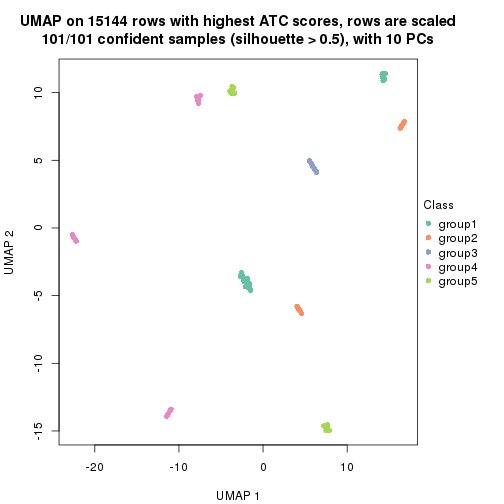 UMAP on 15144 rows with highest ATC scores, rows are scaled
101/101 confident samples (silhouette > 0.5), with 10 PCs
10
5
0
-5
-10
-15
UMAP 2
-20
-10
0
10
UMAP 1
Class
group1
group2
group3
group4
group5